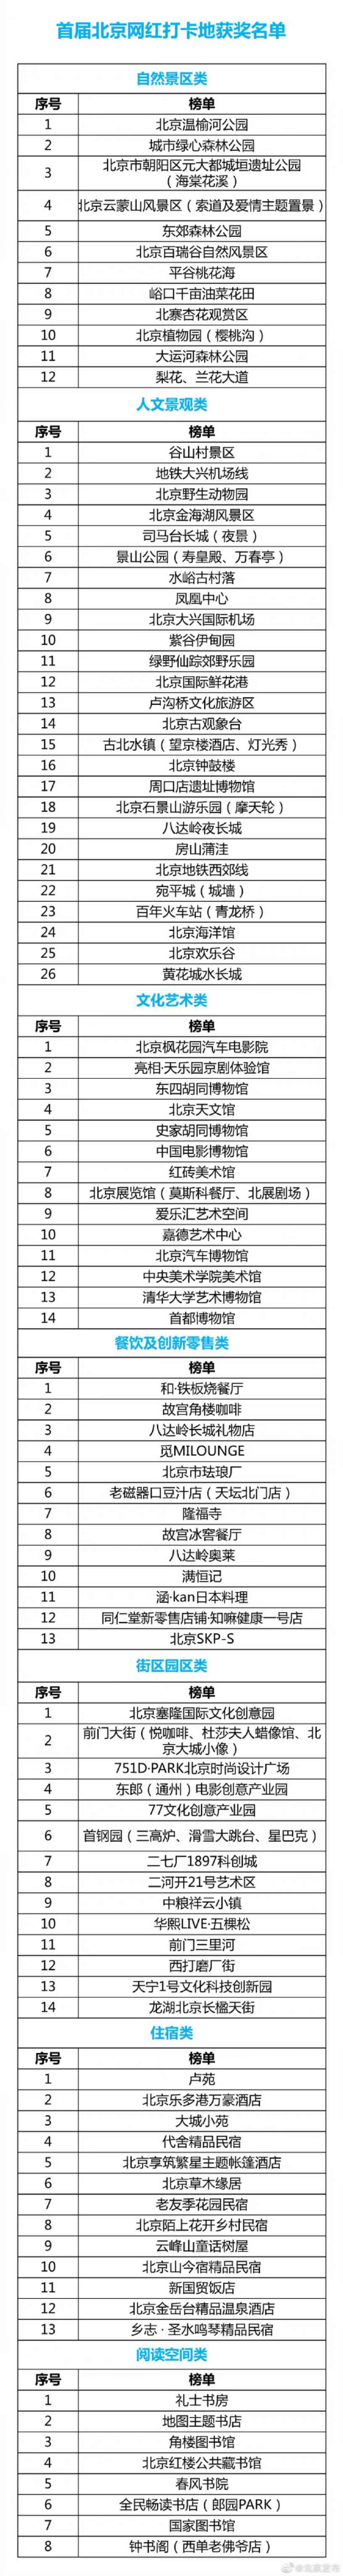 首届北京网红打卡地获奖名单
自然景区类
序号 榜单
1 北京温榆河公园
2 城市绿心森林公园
3 北京市朝阳区元大都城垣遗址公园
（海棠花溪）
4 北京云蒙山风景区（索道及爱情主题置景）
5 东郊森林公园
6 北京百瑞谷自然风景区
7 平谷桃花海
8 峪口千亩油菜花田
9 北寨杏花观赏区
10 北京植物园（樱桃沟）
11 大运河森林公园
12 梨花、兰花大道
人文景观类
序号 榜单
1 谷山村景区
2 地铁大兴机场线
3 北京野生动物园
4 北京金海湖风景区
5 司马台长城（夜景）
6 景山公园（寿皇殿、万春亭）
7 水峪古村落
8 凤凰中心
9 北京大兴国际机场
10 紫谷伊甸园
11 绿野仙踪郊野乐园
12 北京国际鲜花港
13 卢沟桥文化旅游区
14 北京古观象台
15 古北水镇（望京楼酒店、灯光秀）
16 北京钟鼓楼
17 周口店遗址博物馆
18 北京石景山游乐园（摩天轮）
19 八达岭夜长城
20 房山蒲洼
21 北京地铁西郊线
22 宛平城（城墙）
23 百年火车站（青龙桥）
24 北京海洋馆
25 北京欢乐谷
26 黄花城水长城
文化艺术类
序号 榜单
1 北京枫花园汽车电影院
2 亮相·天乐园京剧体验馆
3 东四胡同博物馆
4 北京天文馆
5 史家胡同博物馆
6 中国电影博物馆
7 红砖美术馆
8 北京展览馆（莫斯科餐厅、北展剧场）
9 爱乐汇艺术空间
10 嘉德艺术中心
11 北京汽车博物馆
12 中央美术学院美术馆
13 清华大学艺术博物馆
14 首都博物馆
餐饮及创新零售类
序号 榜单
1 和·铁板烧餐厅
2 故宫角楼咖啡
3 八达岭长城礼物店
4 觅MILOUNGE
5 北京市珐琅厂
6 老磁器口豆汁店（天坛北门店）
7 隆福寺
8 故宫冰窖餐厅
9 八达岭奥莱
10 满恒记
11 涵·kan日本料理
12 同仁堂新零售店铺·知嘛健康一号店
13 北京SKP-S
街区园区类
序号 榜单
1 北京塞隆国际文化创意园
2 前门大街（悦咖啡、杜莎夫人蜡像馆、北
京大城小像）
3 751D·PARK北京时尚设计广场
4 东郎（通州）电影创意产业园
5 77文化创意产业园
6 首钢园（三高炉、滑雪大跳台、星巴克）
7 二七厂1897科创城
8 二河开21号艺术区
9 中粮祥云小镇
10 华熙LIVE·五棵松
11 前门三里河
12 西打磨厂街
13 天宁1号文化科技创新园
14 龙湖北京长楹天街
住宿类
序号 榜单
1 卢苑
2 北京乐多港万豪酒店
3 大城小苑
4 代舍精品民宿
5 北京享筑繁星主题帐篷酒店
6 北京草木缘居
7 老友季花园民宿
8 北京陌上花开乡村民宿
9 云峰山童话树屋
10 北京山今宿精品民宿
11 新国贸饭店
12 北京金岳台精品温泉酒店
13 乡志·圣水鸣琴精品民宿
阅读空间类
序号 榜单
1 礼士书房
2 地图主题书店
3 角楼图书馆
4 北京红楼公共藏书馆
5 春风书院
6 全民畅读书店（郎园PARK）
7 国家图书馆
8 钟书阁（西单老佛爷店）
@北京发布